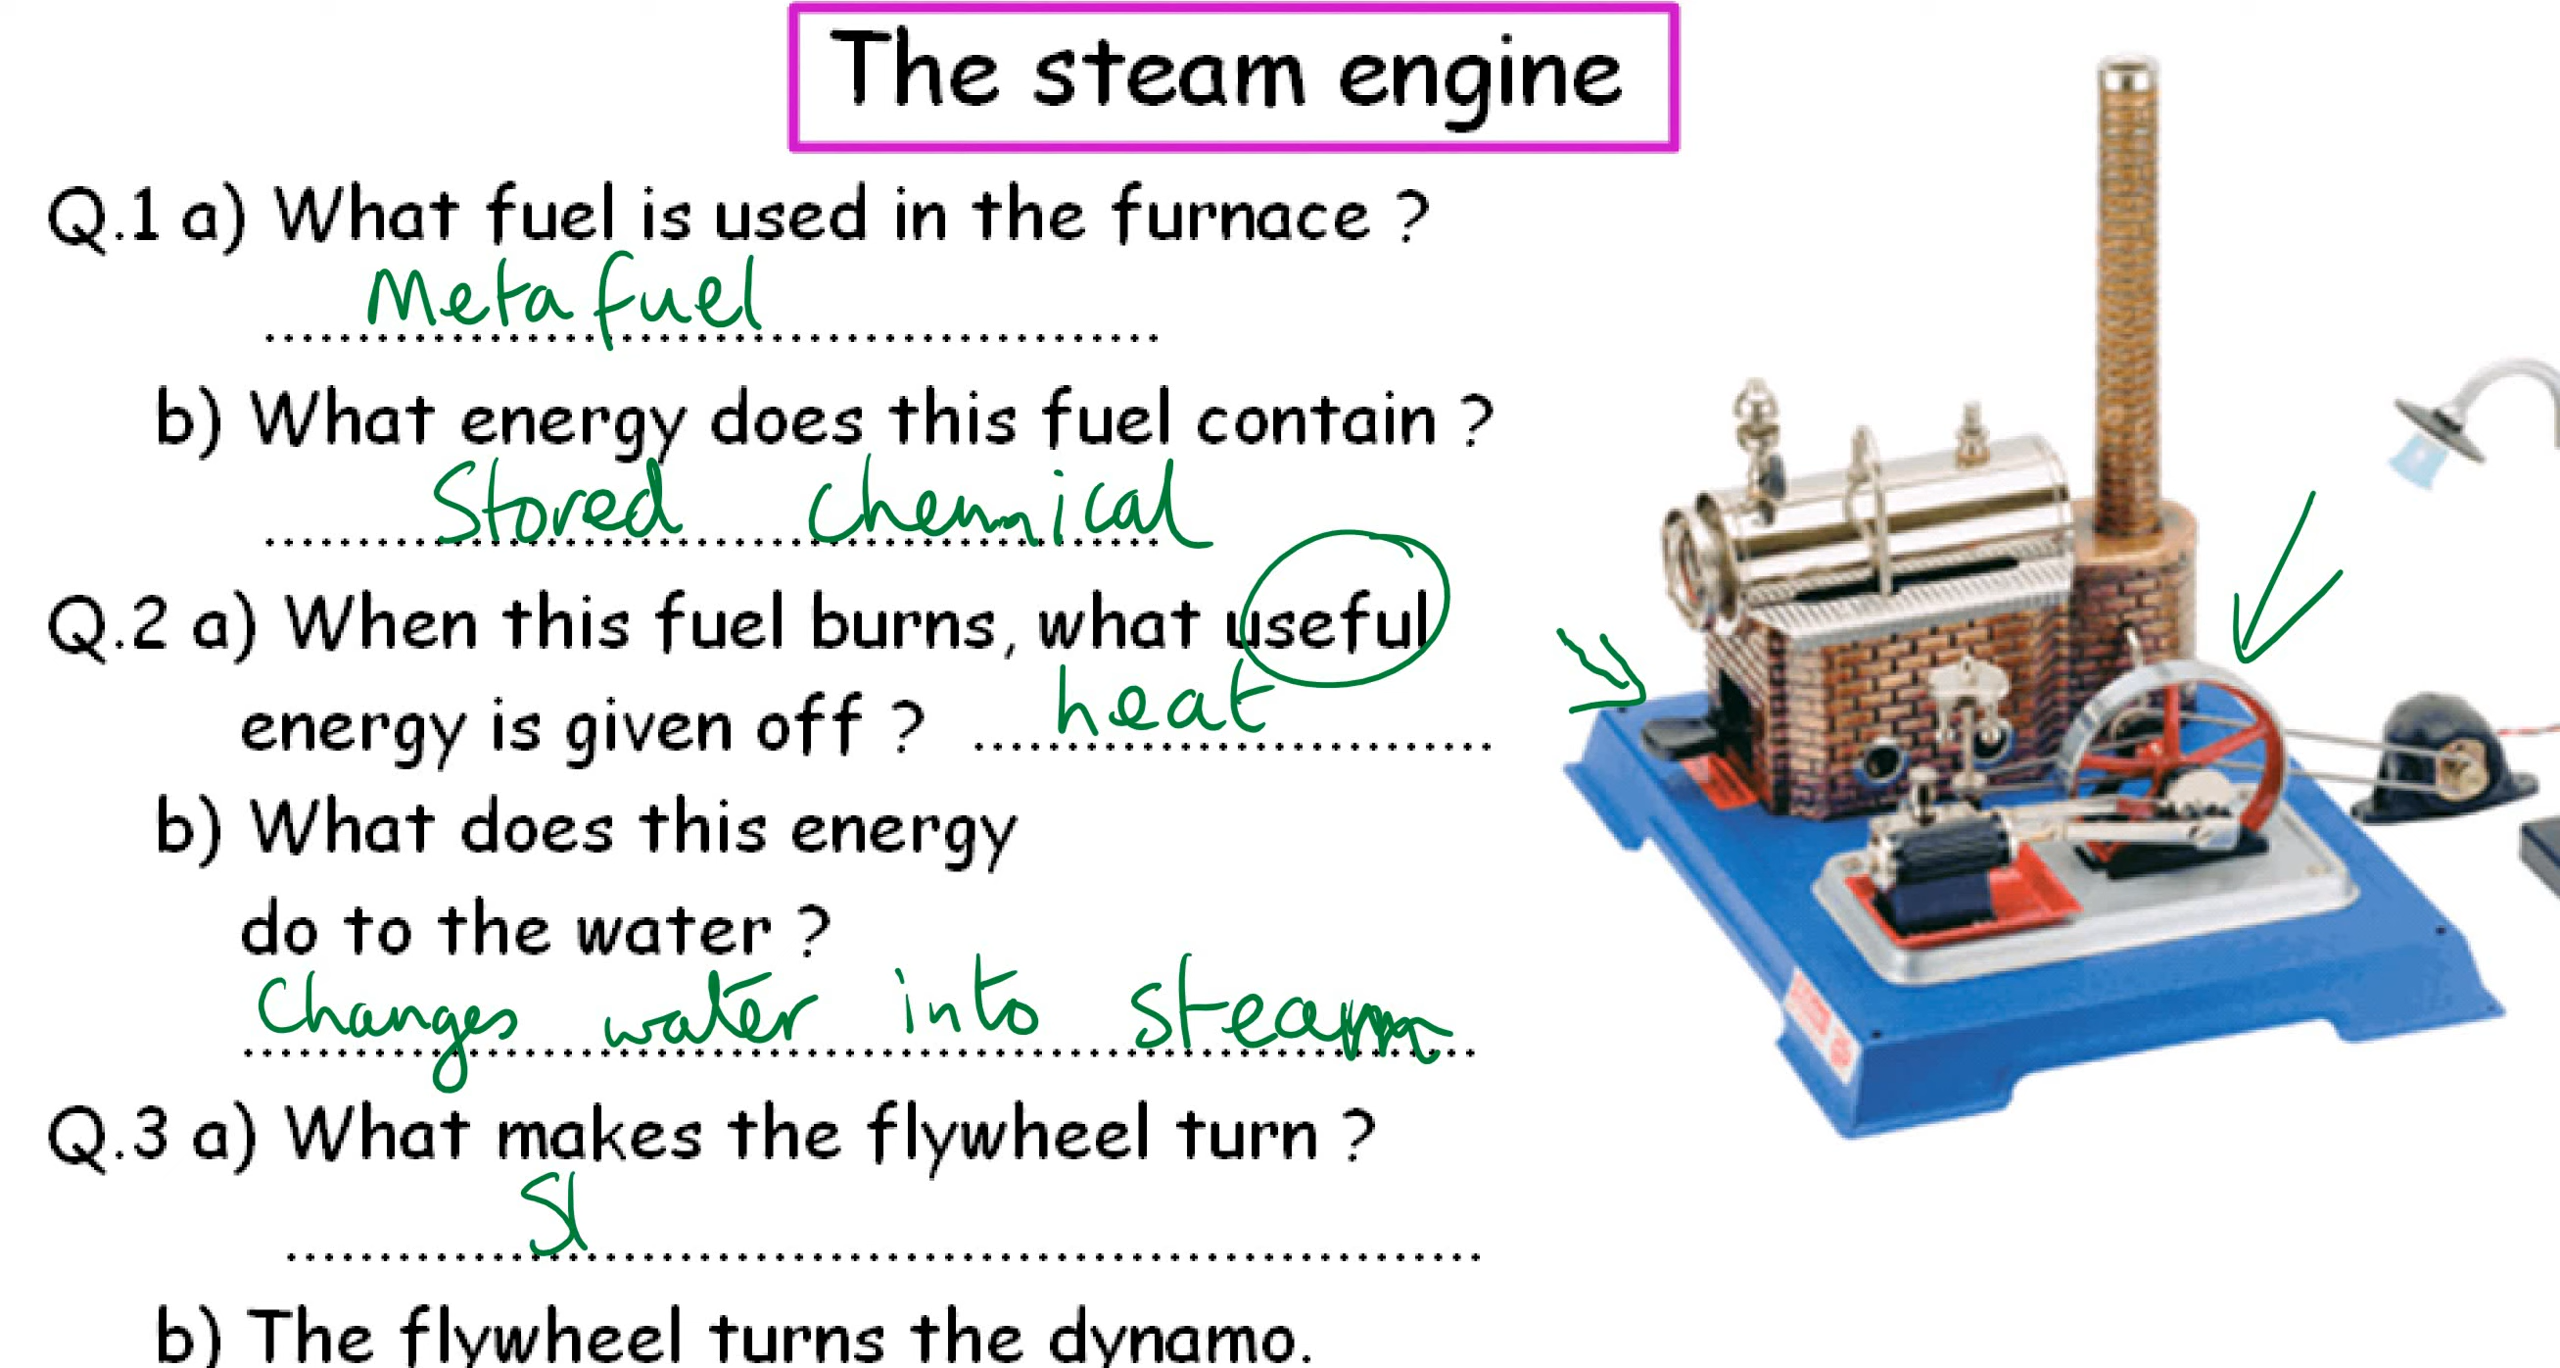 The steam engine
Q.1 a) What fuel is used in the furnace ?
Meta fuel
b) What energy does this fuel contain ?
Stored chemical
Q.2 a) When this fuel burns, what useful
energy is given off ? heat
b) What does this energy
do to the water ?
Changes water into steam
Q.3 a) What makes the flywheel turn ?
b) The flywheel turns the dynamo.